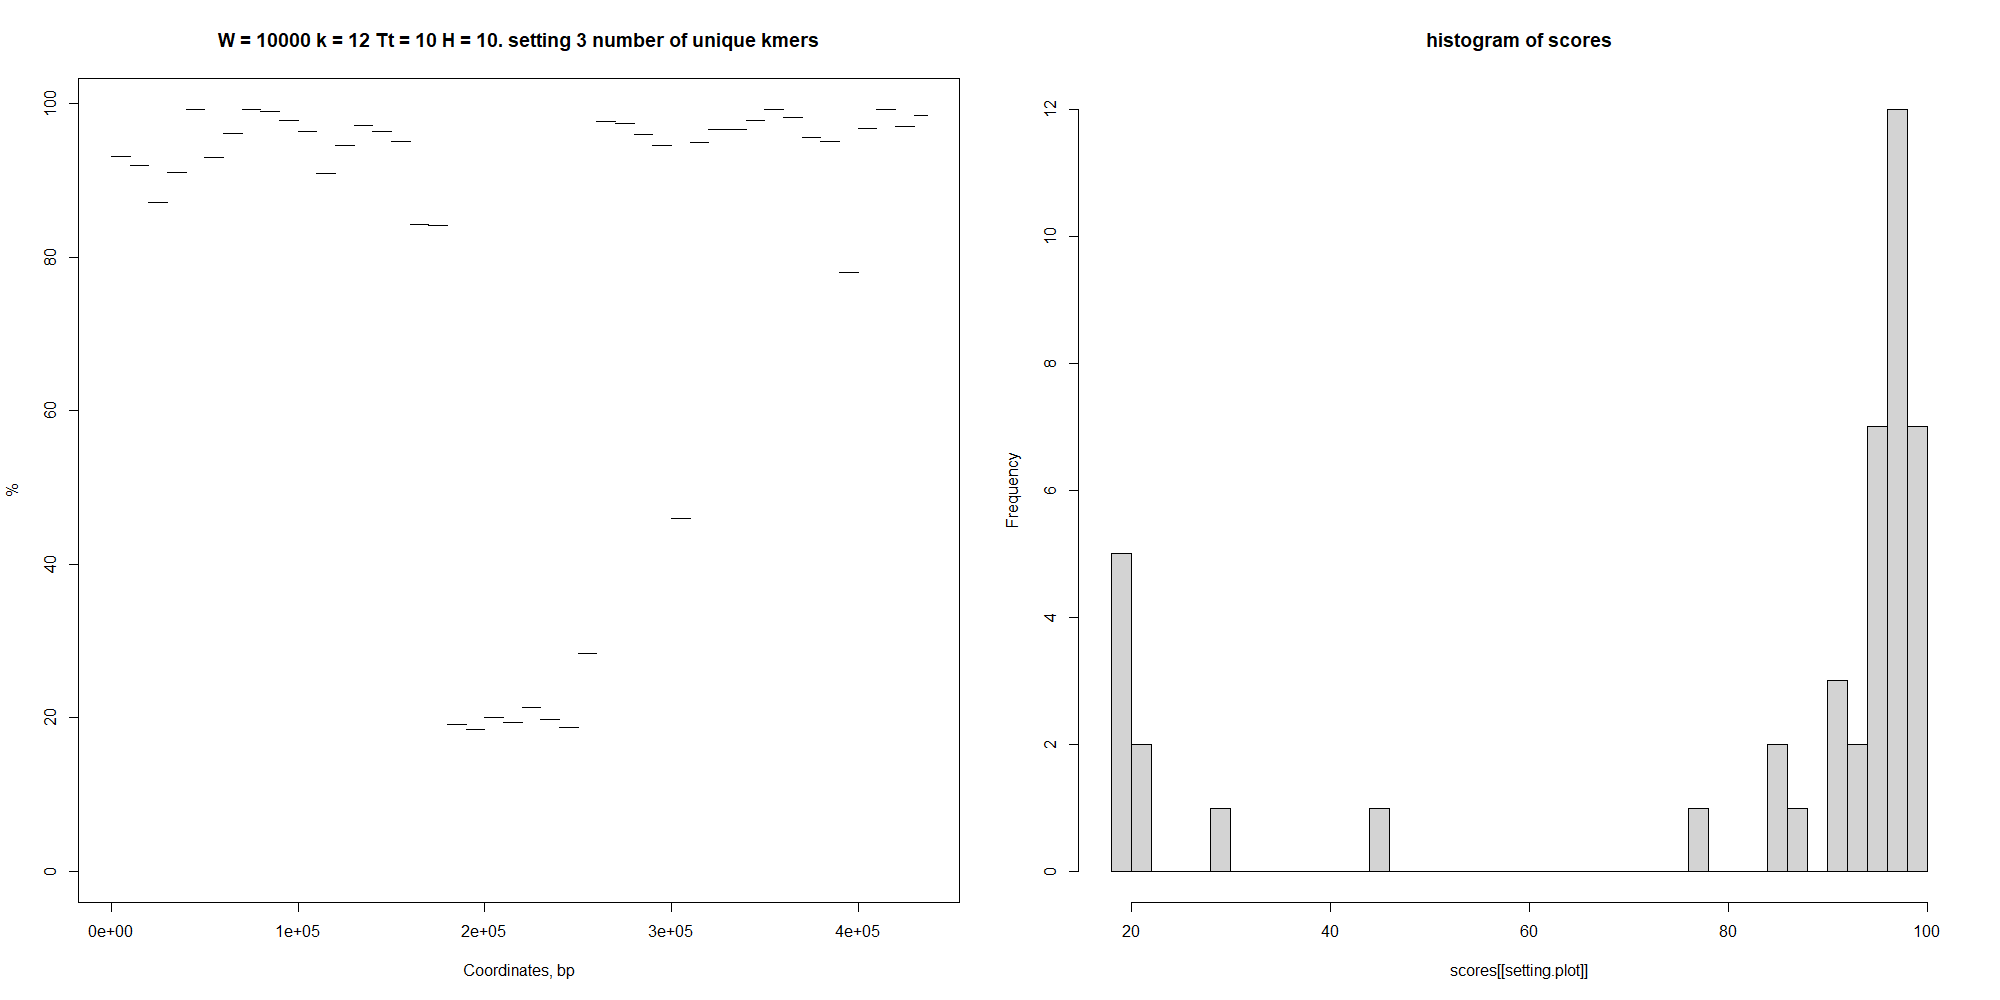 W = 10000 k = 12 Tt = 10 H = 10. setting 3 number of unique kmers
100
80
60
40
20
0
%
0e+00 1e+05 2e+05 3e+05 4e+05
Coordinates, bp
histogram of scores
12
10
8
6
4
2
0
Frequency
20 40 60 80 100
scores[[setting.plot]]